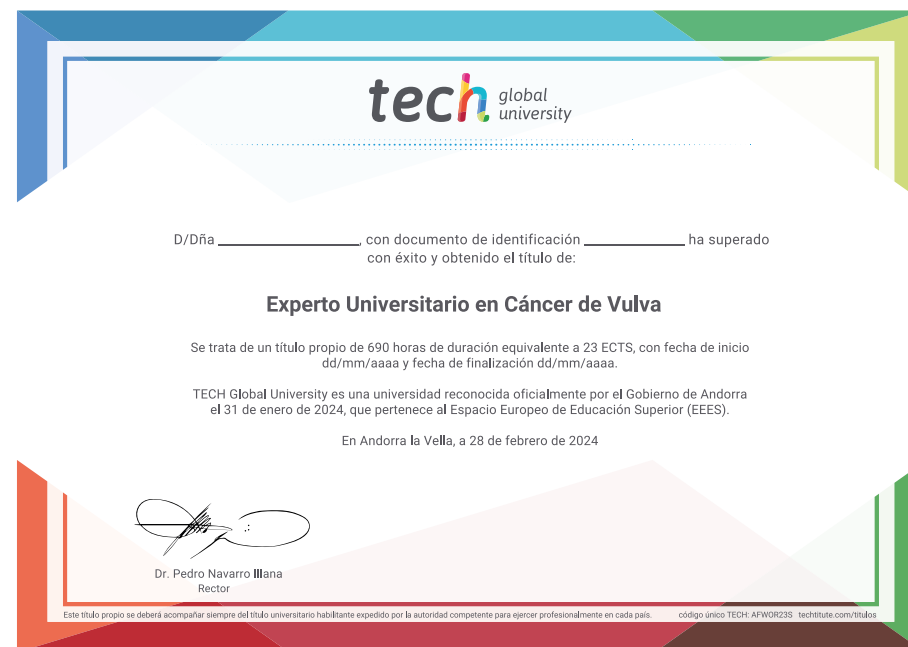 tech global
university
D/Dña ____________________, con documento de identificación ______________ ha superado
con éxito y obtenido el título de:
Experto Universitario en Cáncer de Vulva
Se trata de un título propio de 690 horas de duración equivalente a 23 ECTS, con fecha de inicio
dd/mm/aaaa y fecha de finalización dd/mm/aaaa.
TECH Global University es una universidad reconocida oficialmente por el Gobierno de Andorra
el 31 de enero de 2024, que pertenece al Espacio Europeo de Educación Superior (EEES).
En Andorra la Vella, a 28 de febrero de 2024
Dr. Pedro Navarro Illana
Rector
Este título propio se deberá acompañar siempre del título universitario habilitante expedido por la autoridad competente para ejercer profesionalmente en cada país. código único TECH: AFWOR23S techtitute.com/titulos